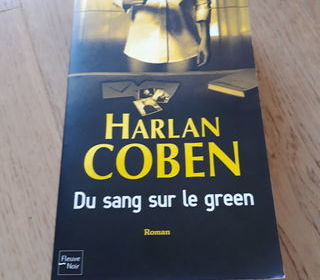 HARLAN
COBEN
Du sang sur le green
Roman
Fleuve
Noir